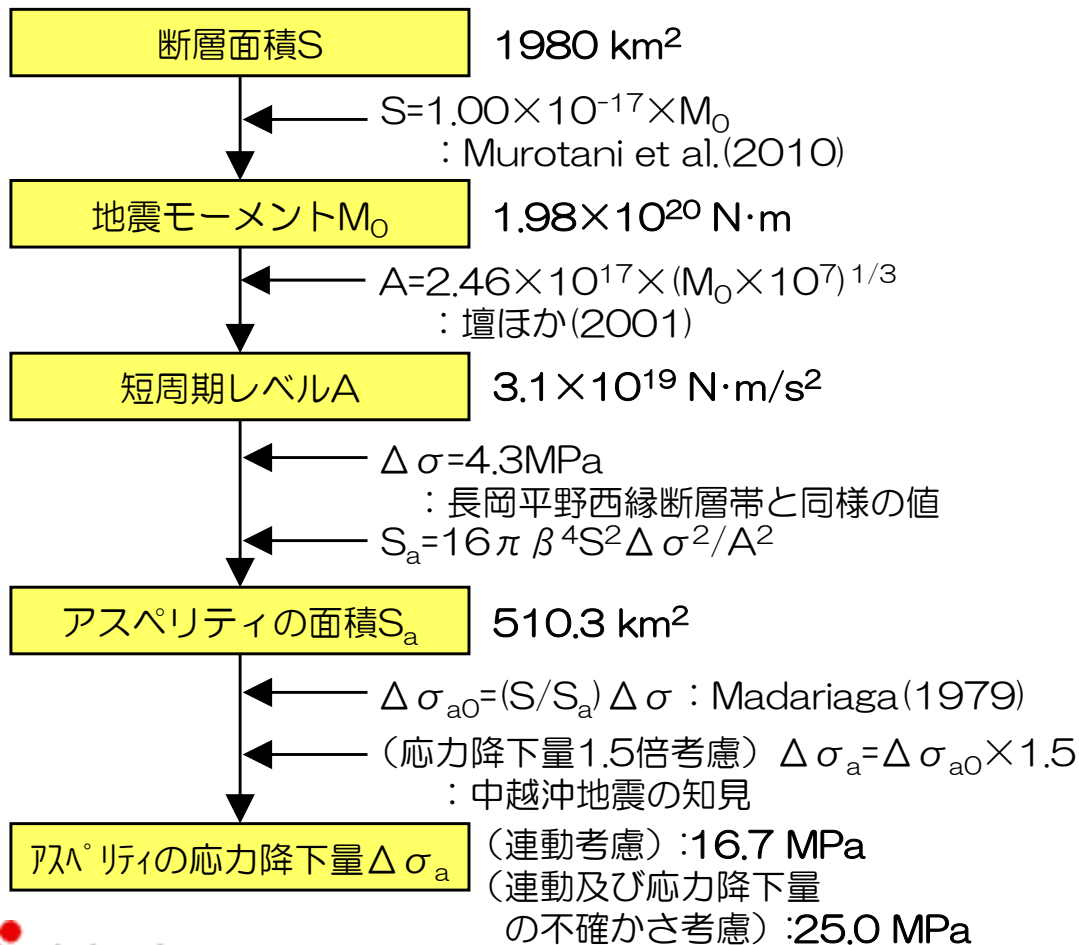 断層面積S 1980 km²
S=1.00×10⁻¹⁷×M₀
：Murotani et al.(2010)
地震モーメントM₀ 1.98×10²⁰ N·m
A=2.46×10¹⁷×(M₀×10⁷)¹/³
：壇ほか(2001)
短周期レベルA 3.1×10¹⁹ N·m/s²
Δσ=4.3MPa
：長岡平野西縁断層帯と同様の値
Sₐ=16πβ⁴S²Δσ²/A²
アスペリティの面積Sₐ 510.3 km²
Δσₐ₀=(S/Sₐ)Δσ：Madariaga(1979)
（応力降下量1.5倍考慮）Δσₐ=Δσₐ₀×1.5
：中越沖地震の知見
ｱｽﾍﾟﾘﾃｨの応力降下量Δσₐ （連動考慮）:16.7 MPa
（連動及び応力降下量
の不確かさ考慮）:25.0 MPa